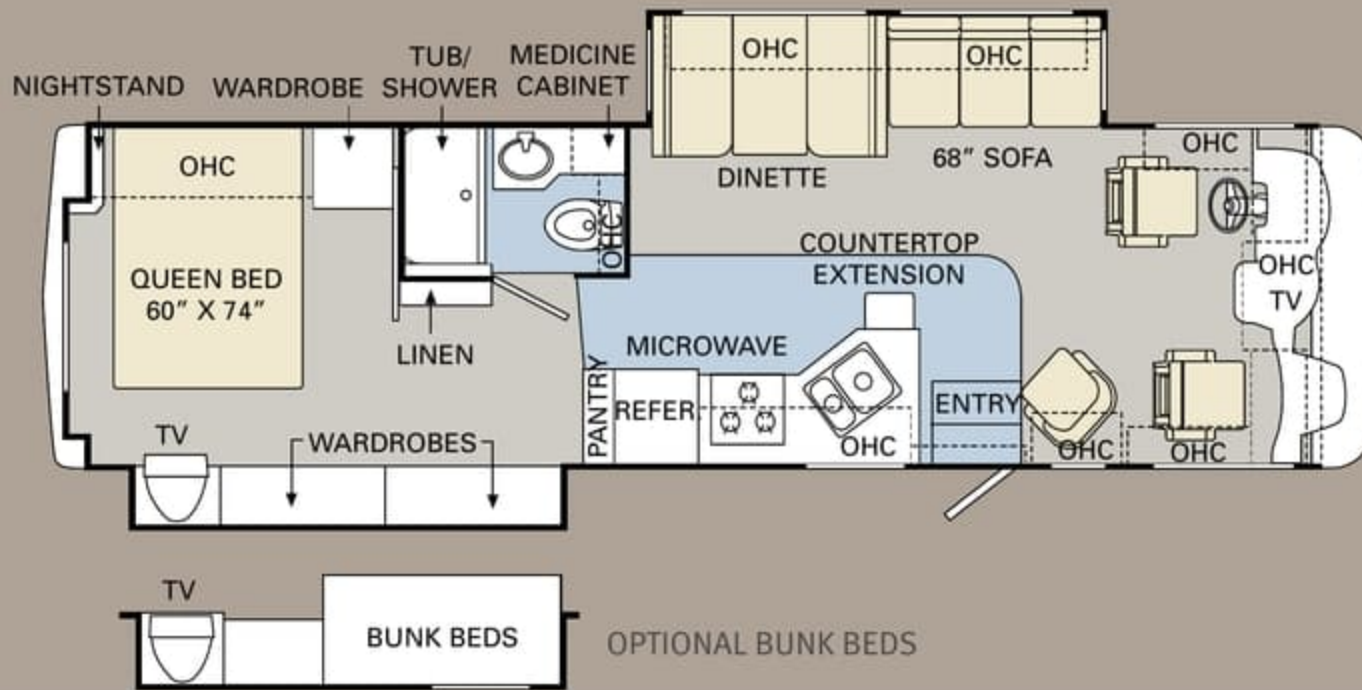 NIGHTSTAND
WARDROBE
TUB/
SHOWER
MEDICINE
CABINET
OHC
OHC
OHC
OHC
DINETTE
68” SOFA
OHC
QUEEN BED
60” X 74”
LINEN
COUNTERTOP
EXTENSION
OHC
TV
MICROWAVE
PANTRY
REFER.
ENTRY
OHC
OHC
OHC
TV
WARDROBES
TV
BUNK BEDS
OPTIONAL BUNK BEDS